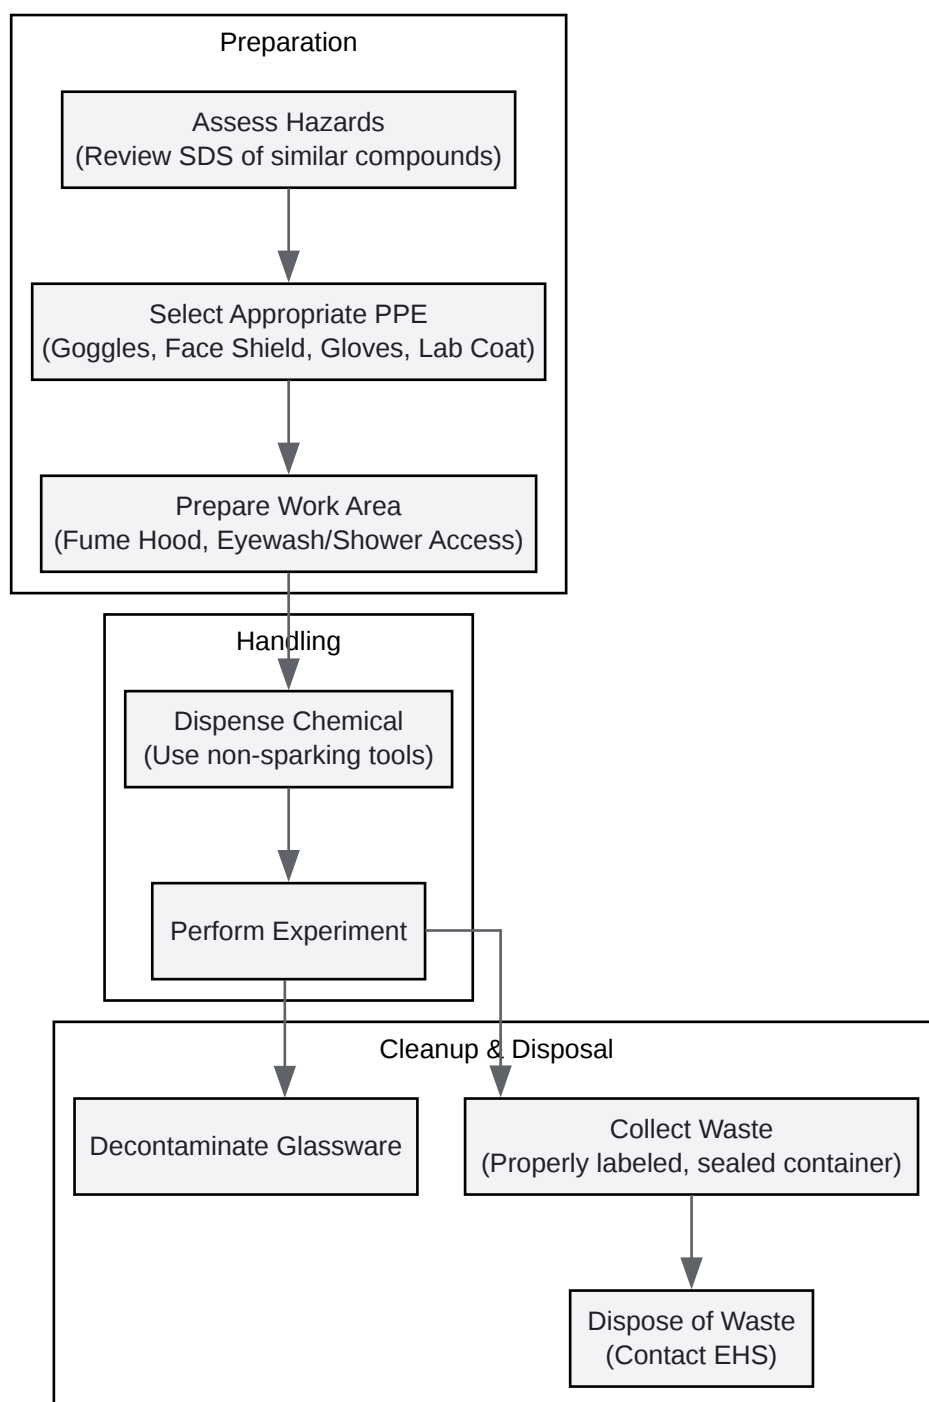 Preparation
Assess Hazards
(Review SDS of similar compounds)
Select Appropriate PPE
(Goggles, Face Shield, Gloves, Lab Coat)
Prepare Work Area
(Fume Hood, Eyewash/Shower Access)
Handling
Dispense Chemical
(Use non-sparking tools)
Perform Experiment
Cleanup & Disposal
Decontaminate Glassware
Collect Waste
(Properly labeled, sealed container)
Dispose of Waste
(Contact EHS)